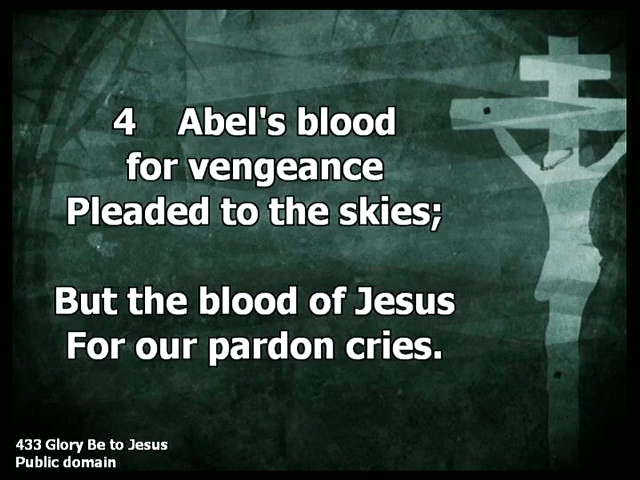 4 Abel's blood
for vengeance
Pleaded to the skies;
But the blood of Jesus
For our pardon cries.
433 Glory Be to Jesus
Public domain